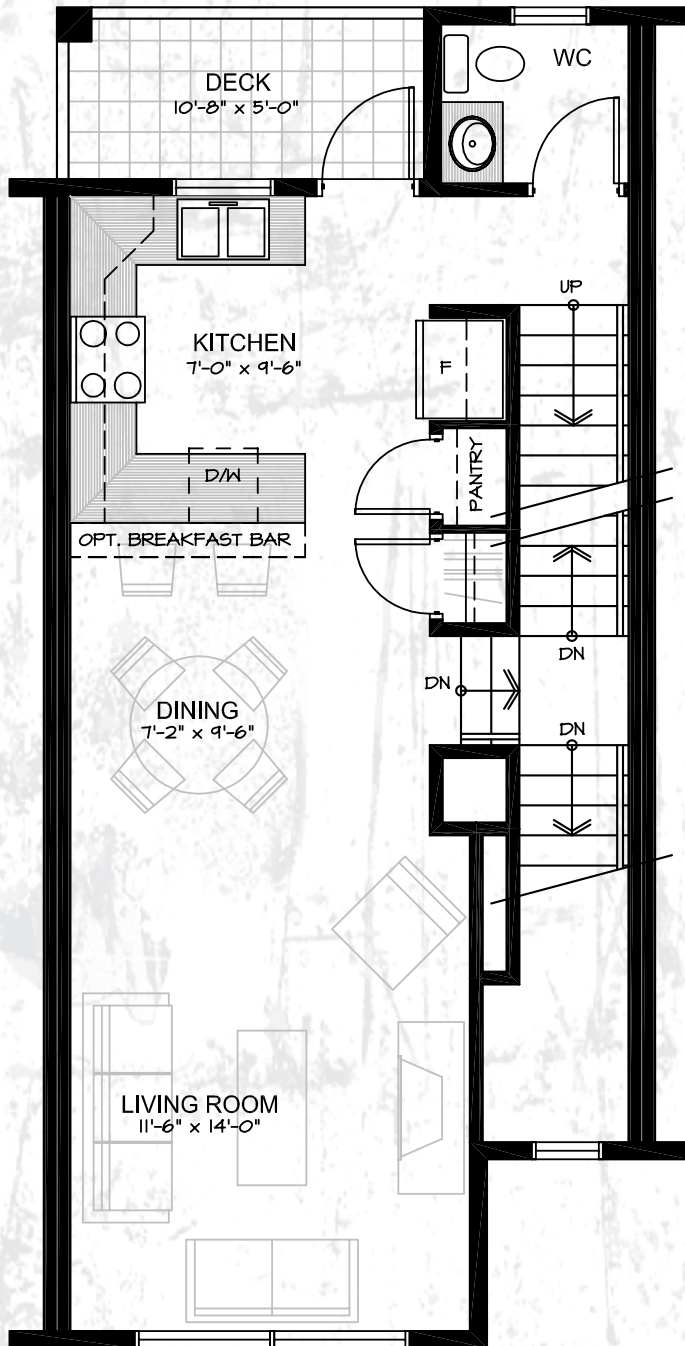 DECK
10'-8" x 5'-0"
WC
UP
KITCHEN
7'-0" x 9'-6"
F
PANTRY
D/W
OPT. BREAKFAST BAR
DN
DN
DN
DINING
7'-2" x 9'-6"
LIVING ROOM
11'-6" x 14'-0"